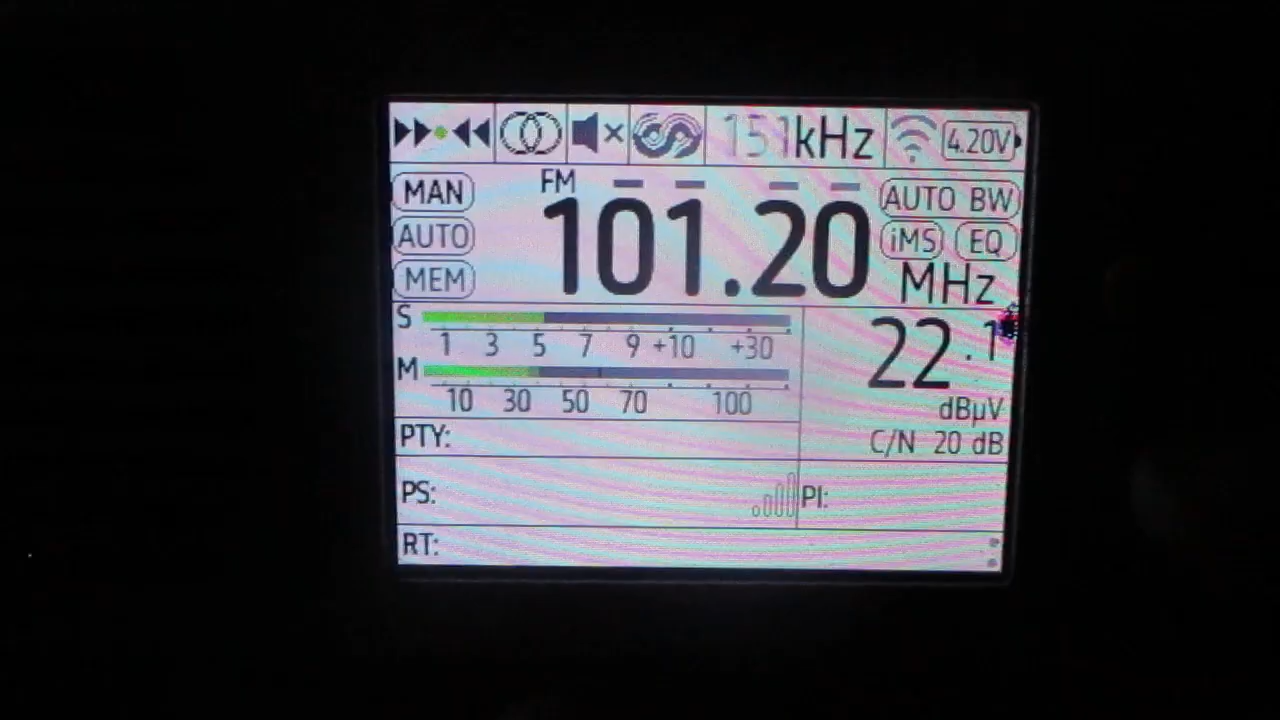 151kHz 4.20V
MAN FM AUTO BW
AUTO 101.20 iMS EQ
MEM MHz
S 22.1
1 3 5 7 9 +10 +30
M
10 30 50 70 100 dBµV
PTY: C/N 20 dB
PS: PI:
RT: